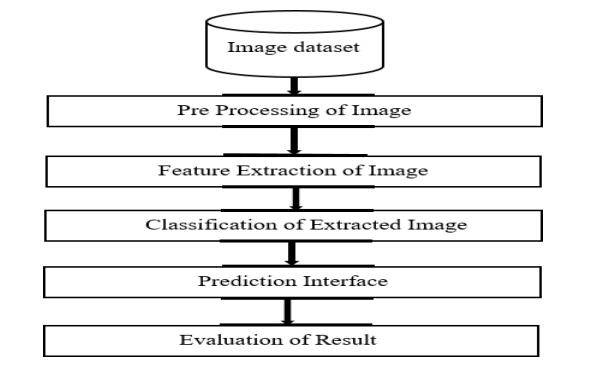 Image dataset
Pre Processing of Image
Feature Extraction of Image
Classification of Extracted Image
Prediction Interface
Evaluation of Result